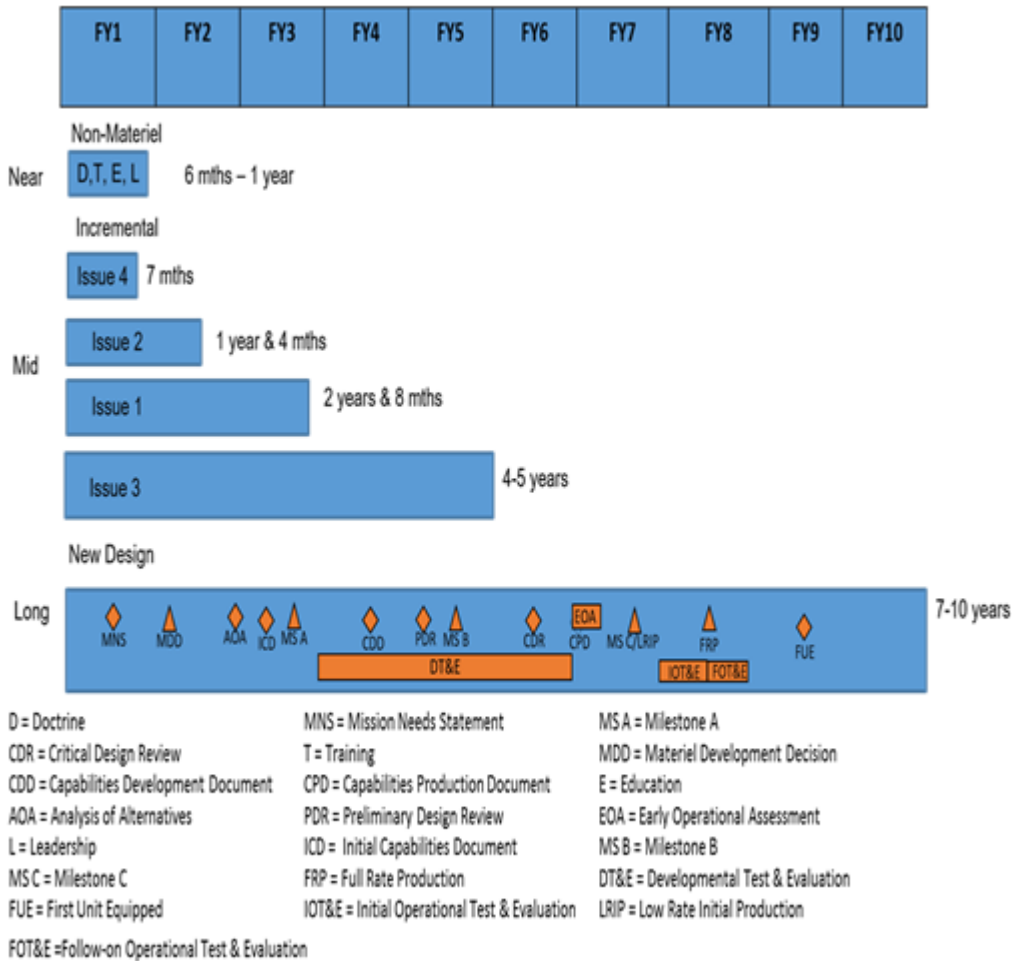 FY1 FY2 FY3 FY4 FY5 FY6 FY7 FY8 FY9 FY10
Non-Materiel
Near D,T, E, L 6 mths – 1 year
Incremental
Issue 4 7 mths
Issue 2 1 year & 4 mths
Mid
Issue 1 2 years & 8 mths
Issue 3 4-5 years
New Design
Long 7-10 years
EOA
MNS MDD AOA ICD MS A CDD PDR MS B CDR CPD MS C/LRIP FRP FUE
DT&E IOT&E FOT&E
D = Doctrine MNS = Mission Needs Statement MS A = Milestone A
CDR = Critical Design Review T = Training MDD = Materiel Development Decision
CDD = Capabilities Development Document CPD = Capabilities Production Document E = Education
AOA = Analysis of Alternatives PDR = Preliminary Design Review EOA = Early Operational Assessment
L = Leadership ICD = Initial Capabilities Document MS B = Milestone B
MS C = Milestone C FRP = Full Rate Production DT&E = Developmental Test & Evaluation
FUE = First Unit Equipped IOT&E = Initial Operational Test & Evaluation LRIP = Low Rate Initial Production
FOT&E =Follow-on Operational Test & Evaluation